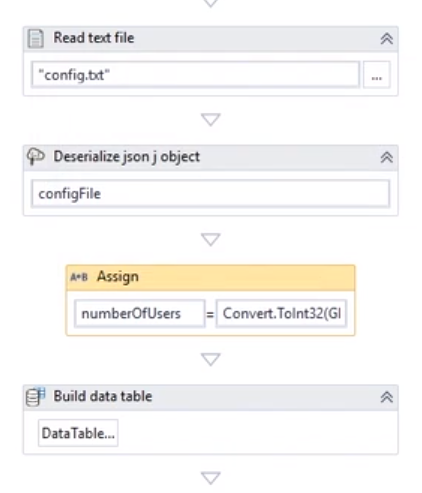 Read text file
"config.txt"
...
Deserialize json j object
configFile
A+B Assign
numberOfUsers = Convert.ToInt32(Gl
Build data table
DataTable...